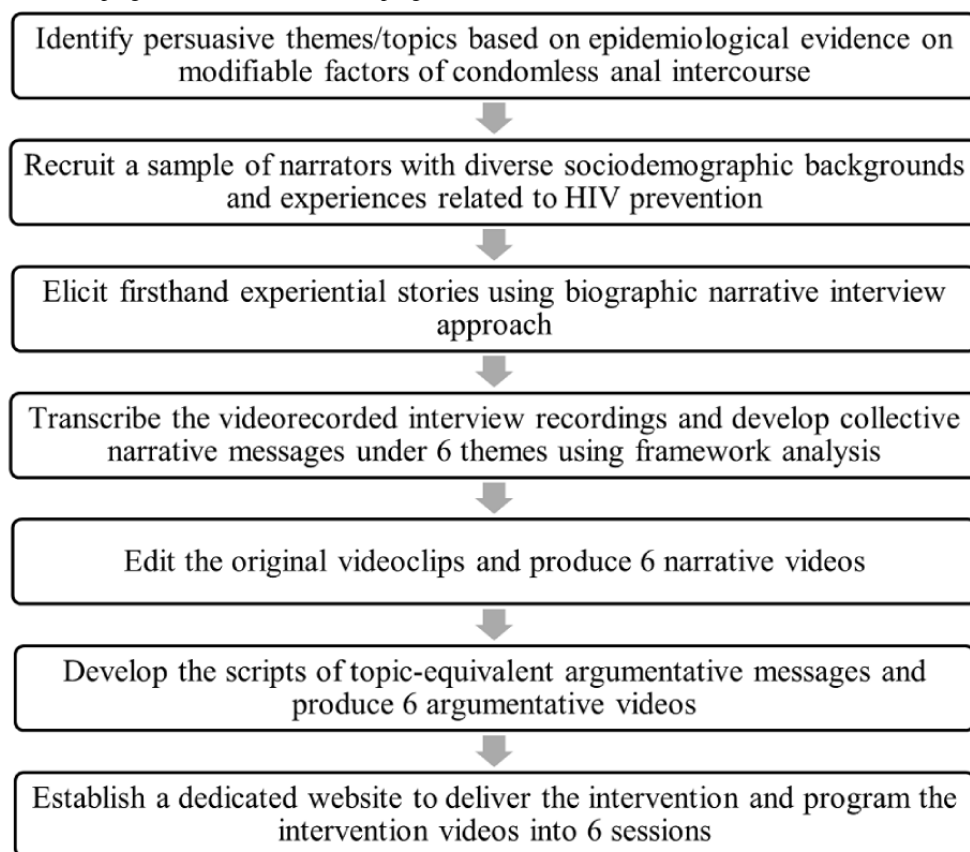 Identify persuasive themes/topics based on epidemiological evidence on
modifiable factors of condomless anal intercourse
Recruit a sample of narrators with diverse sociodemographic backgrounds
and experiences related to HIV prevention
Elicit firsthand experiential stories using biographic narrative interview
approach
Transcribe the videorecorded interview recordings and develop collective
narrative messages under 6 themes using framework analysis
Edit the original videoclips and produce 6 narrative videos
Develop the scripts of topic-equivalent argumentative messages and
produce 6 argumentative videos
Establish a dedicated website to deliver the intervention and program the
intervention videos into 6 sessions